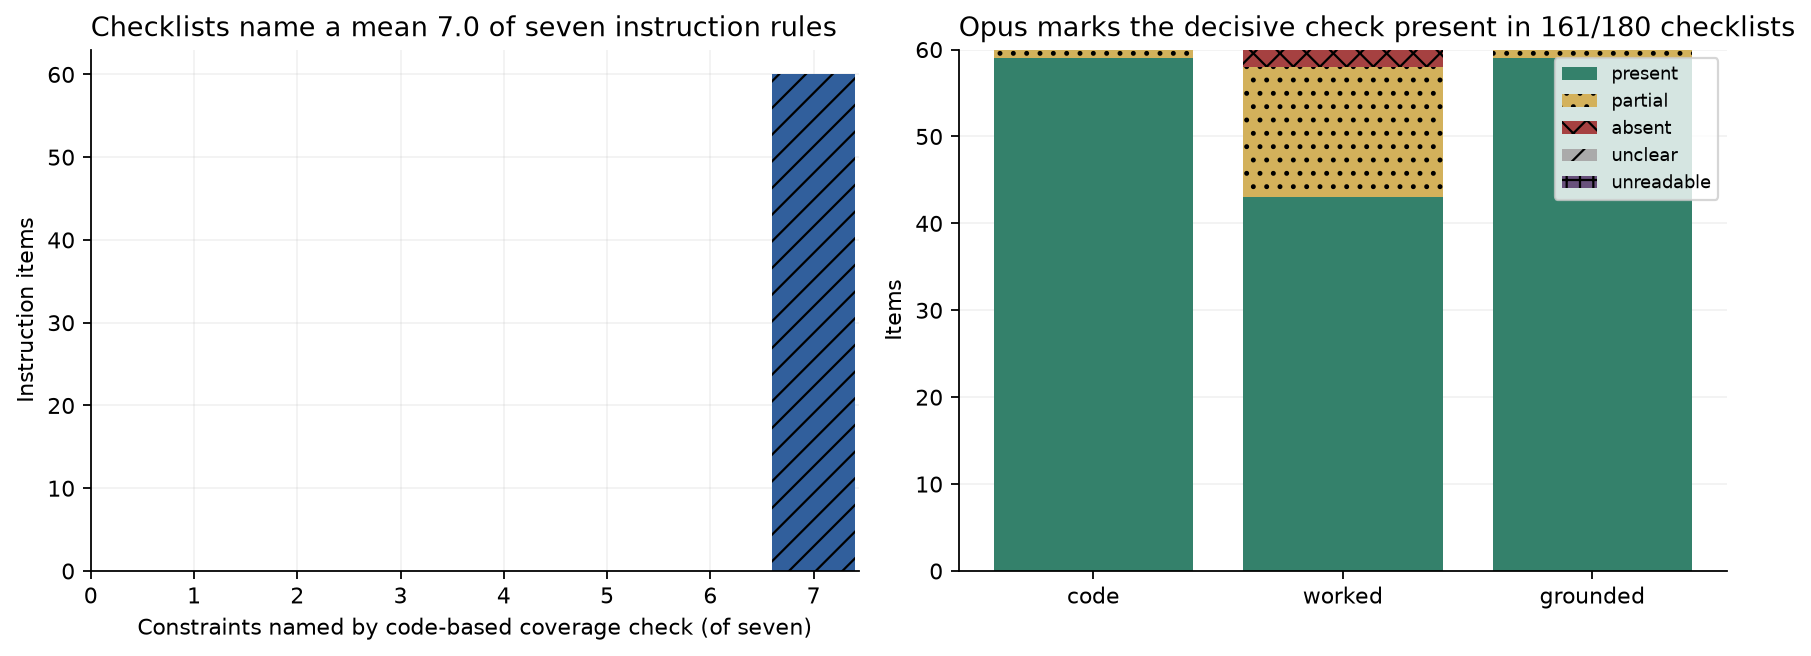 Checklists name a mean 7.0 of seven instruction rules
60
50
40
30
20
10
0
Instruction items
0 1 2 3 4 5 6 7
Constraints named by code-based coverage check (of seven)
Opus marks the decisive check present in 161/180 checklists
60
50
40
30
20
10
0
Items
present
partial
absent
unclear
unreadable
code worked grounded